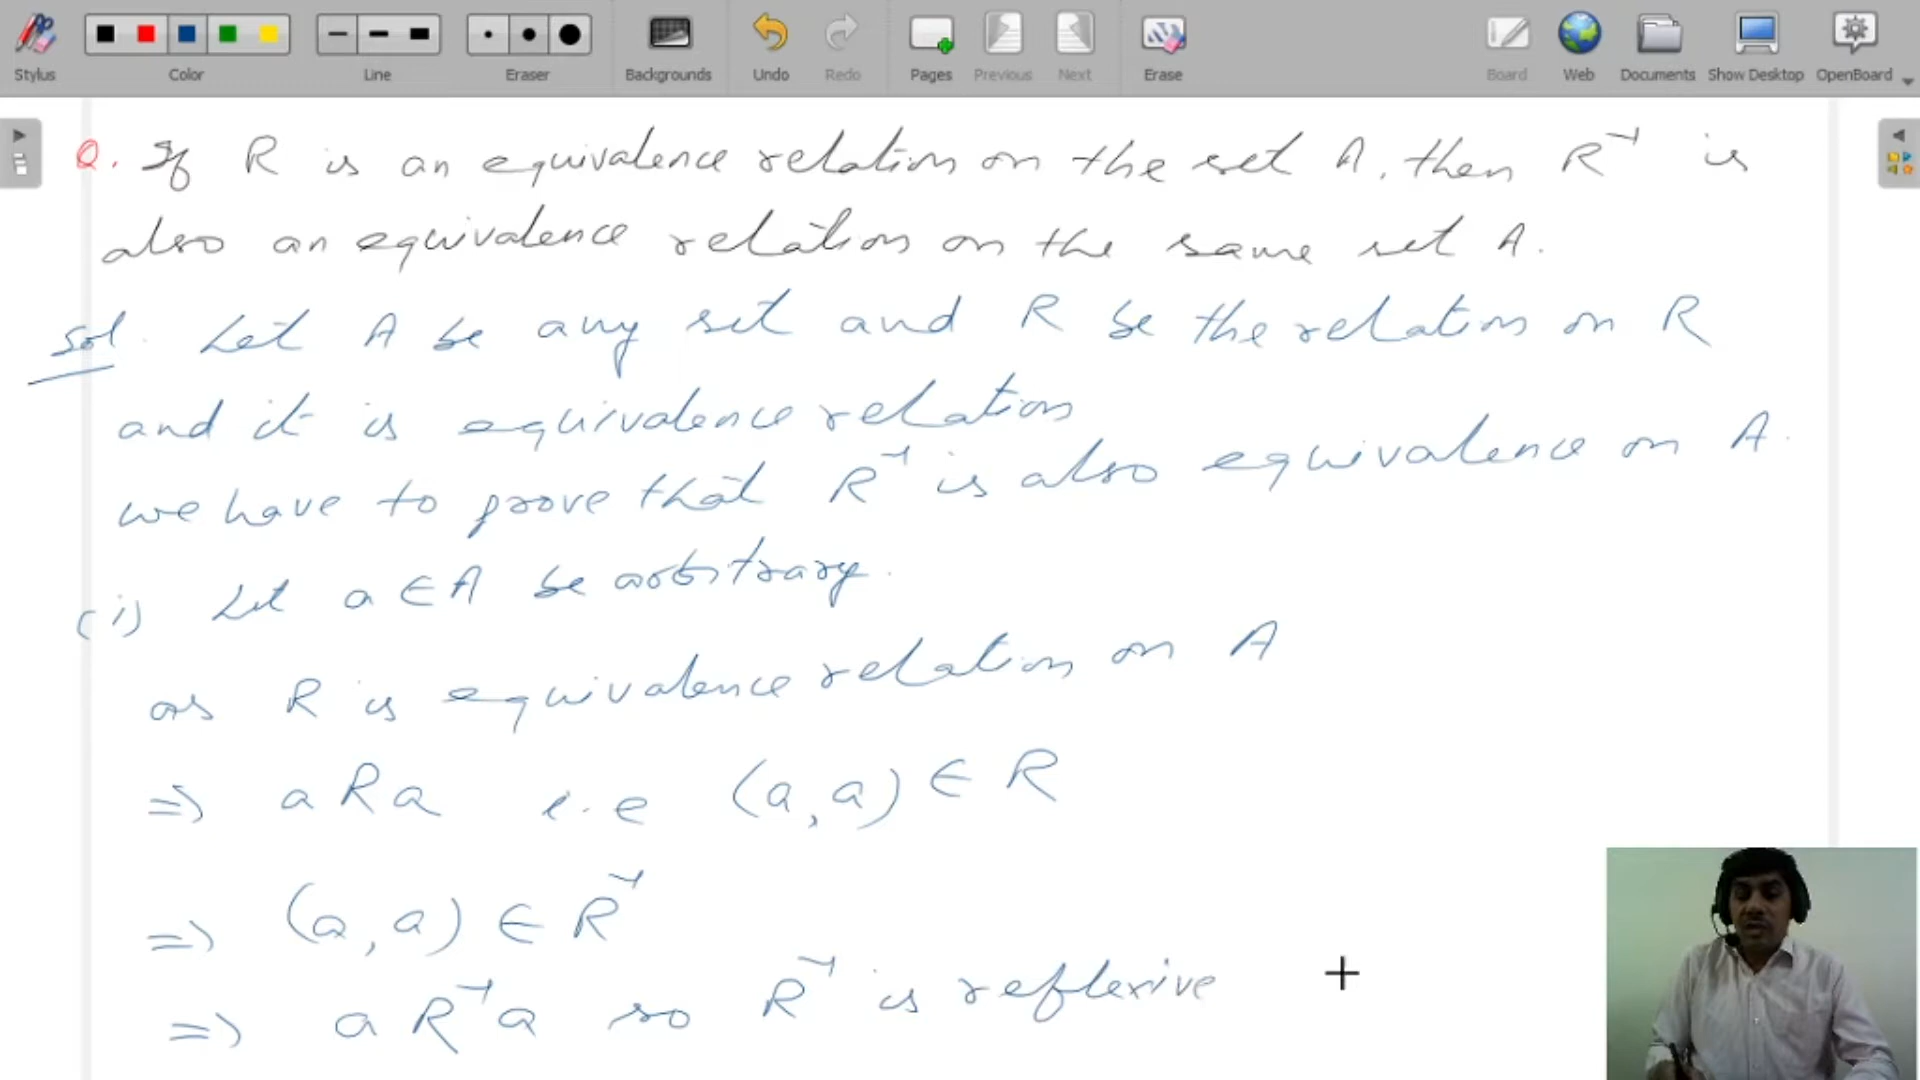 Stylus Color Line Eraser Backgrounds Undo Redo Pages Previous Next Erase Board Web Documents Show Desktop OpenBoard
Q. If R is an equivalence relation on the set A, then R⁻¹ is
also an equivalence relation on the same set A.
Sol. Let A be any set and R be the relation on R
and it is equivalence relation
we have to prove that R⁻¹ is also equivalence on A.
(i) Let a ∈ A be arbitrary.
as R is equivalence relation on A
=> a R a i.e (a, a) ∈ R
=> (a, a) ∈ R⁻¹
=> a R⁻¹ a so R⁻¹ is reflexive